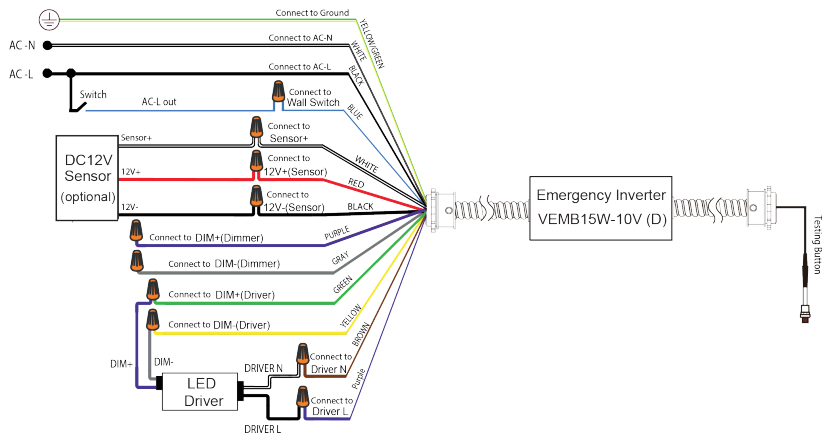 Connect to Ground
YELLOW/GREEN
AC-N
Connect to AC-N
WHITE
AC-L
Connect to AC-L
BLACK
Switch
AC-L out
Connect to
Wall Switch
BLUE
Sensor+
Connect to
Sensor+
WHITE
DC12V
Sensor
(optional)
12V+
Connect to
12V+(Sensor)
RED
12V-
Connect to
12V-(Sensor)
BLACK
Emergency Inverter
VEMB15W-10V (D)
Testing Button
Connect to DIM+(Dimmer)
PURPLE
Connect to DIM-(Dimmer)
GRAY
Connect to DIM+(Driver)
GREEN
Connect to DIM-(Driver)
YELLOW
BROWN
DIM+
DIM-
DRIVER N
Connect to
Driver N
Purple
LED
Driver
Connect to
Driver L
DRIVER L